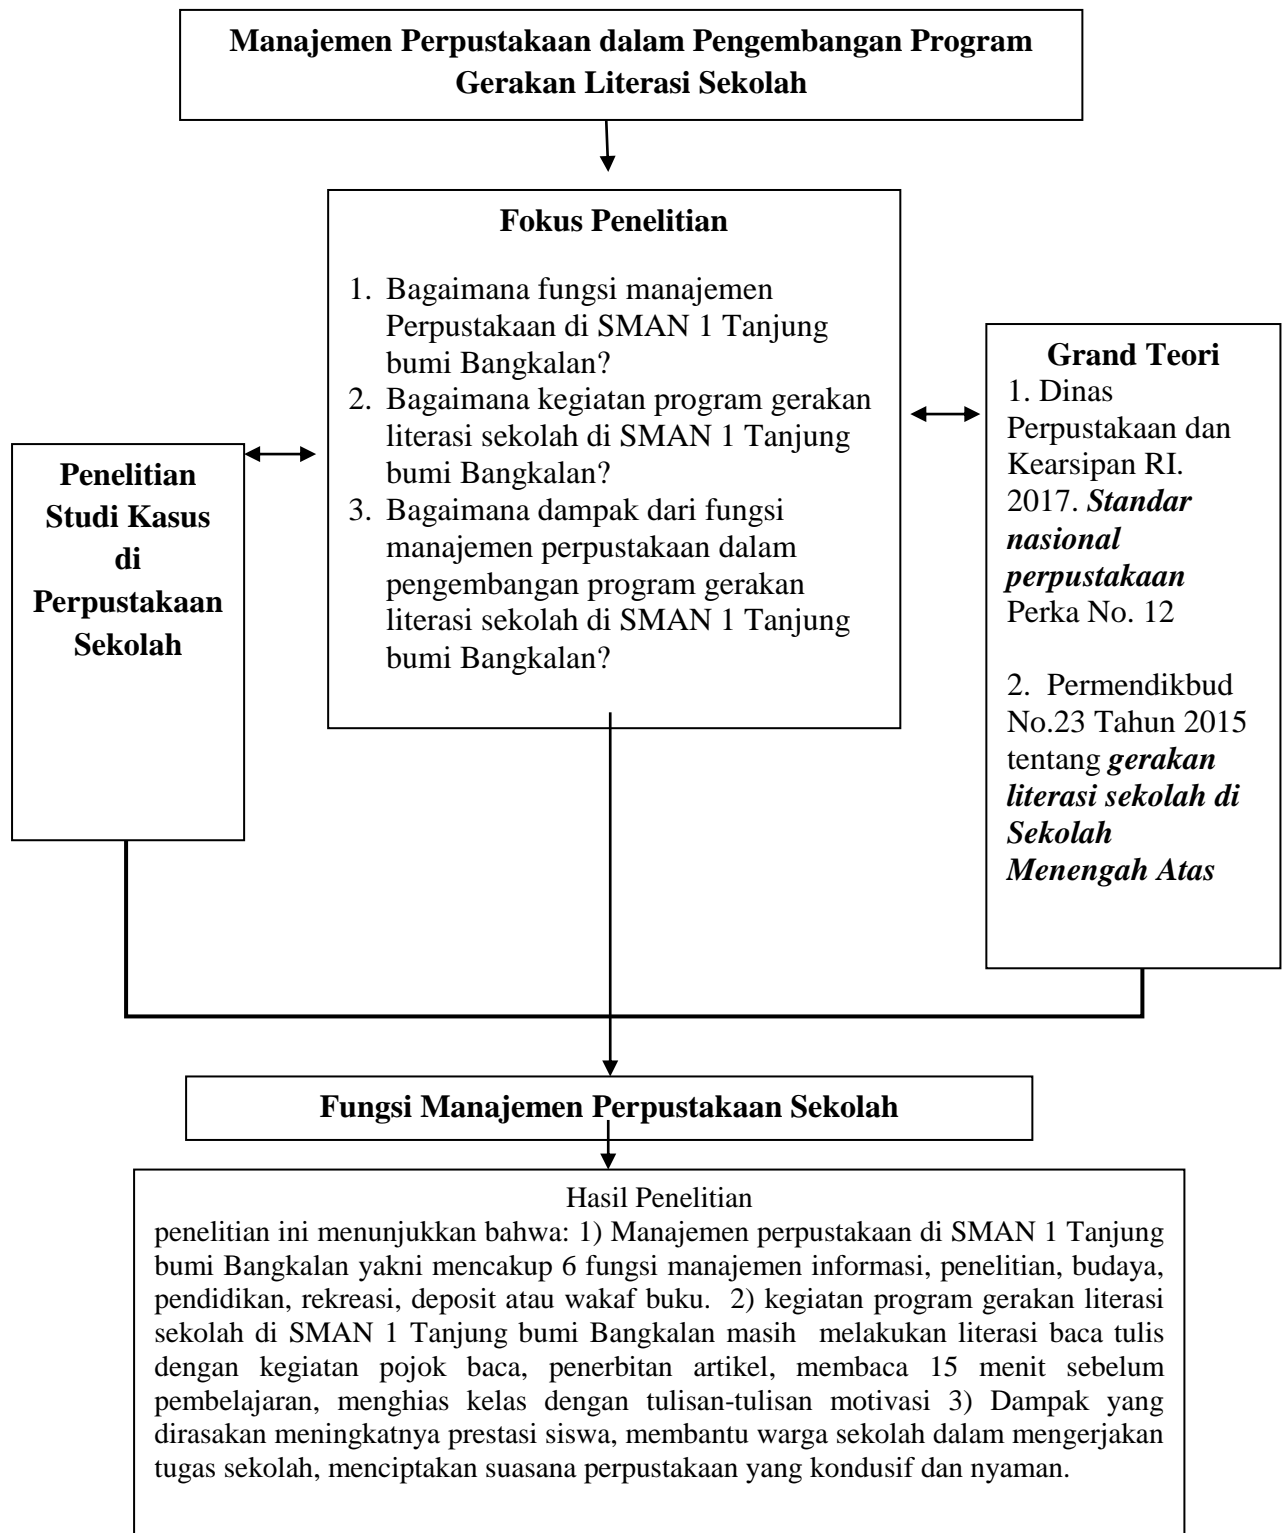 Manajemen Perpustakaan dalam Pengembangan Program
Gerakan Literasi Sekolah
Fokus Penelitian
1. Bagaimana fungsi manajemen
Perpustakaan di SMAN 1 Tanjung
bumi Bangkalan?
2. Bagaimana kegiatan program gerakan
literasi sekolah di SMAN 1 Tanjung
bumi Bangkalan?
3. Bagaimana dampak dari fungsi
manajemen perpustakaan dalam
pengembangan program gerakan
literasi sekolah di SMAN 1 Tanjung
bumi Bangkalan?
Penelitian
Studi Kasus
di
Perpustakaan
Sekolah
Grand Teori
1. Dinas
Perpustakaan dan
Kearsipan RI.
2017. Standar
nasional
perpustakaan
Perka No. 12
2. Permendikbud
No.23 Tahun 2015
tentang gerakan
literasi sekolah di
Sekolah
Menengah Atas
Fungsi Manajemen Perpustakaan Sekolah
Hasil Penelitian
penelitian ini menunjukkan bahwa: 1) Manajemen perpustakaan di SMAN 1 Tanjung
bumi Bangkalan yakni mencakup 6 fungsi manajemen informasi, penelitian, budaya,
pendidikan, rekreasi, deposit atau wakaf buku. 2) kegiatan program gerakan literasi
sekolah di SMAN 1 Tanjung bumi Bangkalan masih melakukan literasi baca tulis
dengan kegiatan pojok baca, penerbitan artikel, membaca 15 menit sebelum
pembelajaran, menghias kelas dengan tulisan-tulisan motivasi 3) Dampak yang
dirasakan meningkatnya prestasi siswa, membantu warga sekolah dalam mengerjakan
tugas sekolah, menciptakan suasana perpustakaan yang kondusif dan nyaman.